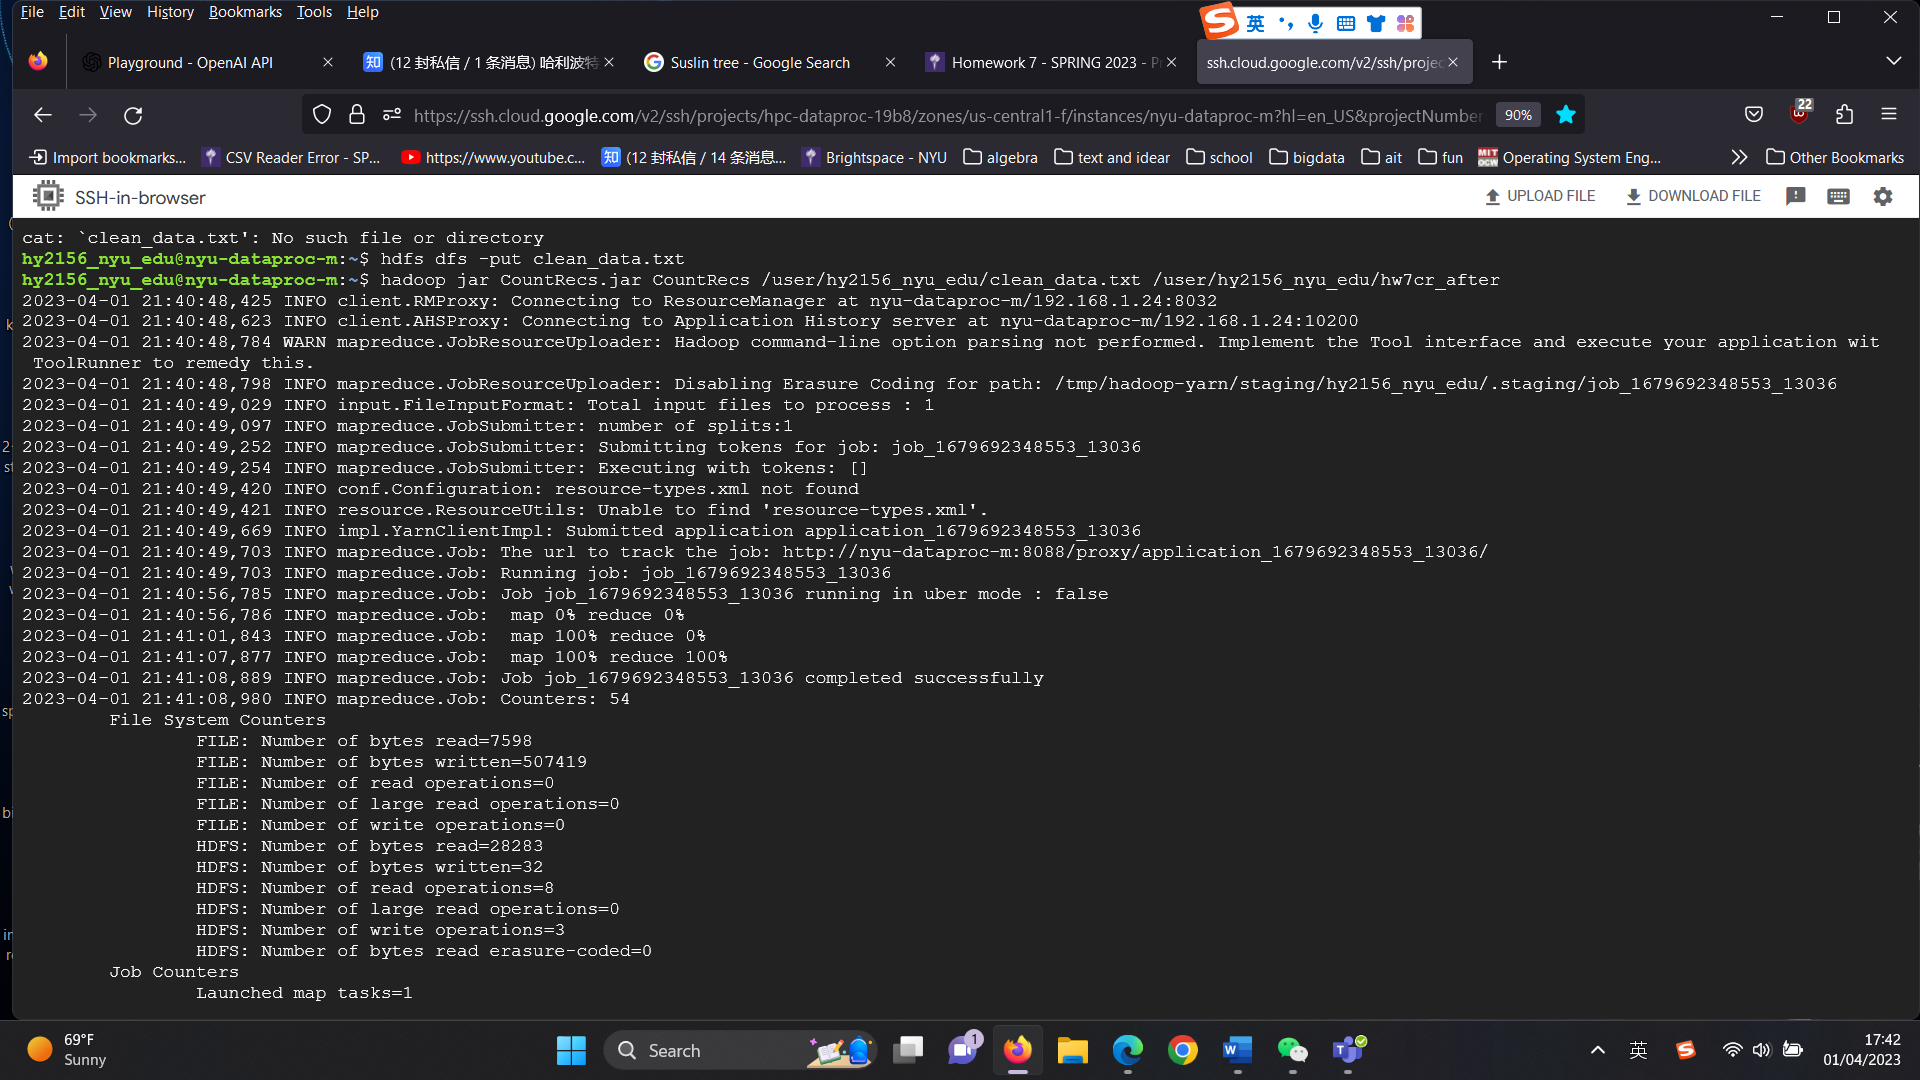 File Edit View History Bookmarks Tools Help
英
Playground - OpenAI API
知 (12 封私信 / 1 条消息) 哈利波特
Suslin tree - Google Search
Homework 7 - SPRING 2023 - P
ssh.cloud.google.com/v2/ssh/projec
https://ssh.cloud.google.com/v2/ssh/projects/hpc-dataproc-19b8/zones/us-central1-f/instances/nyu-dataproc-m?hl=en_US&projectNumber
90%
22
Import bookmarks...
CSV Reader Error - SP...
https://www.youtube.c...
知 (12 封私信 / 14 条消息...
Brightspace - NYU
algebra
text and idear
school
bigdata
ait
fun
MIT OCW Operating System Eng...
Other Bookmarks
SSH-in-browser
UPLOAD FILE
DOWNLOAD FILE
cat: `clean_data.txt': No such file or directory
hy2156_nyu_edu@nyu-dataproc-m:~$ hdfs dfs -put clean_data.txt
hy2156_nyu_edu@nyu-dataproc-m:~$ hadoop jar CountRecs.jar CountRecs /user/hy2156_nyu_edu/clean_data.txt /user/hy2156_nyu_edu/hw7cr_after
2023-04-01 21:40:48,425 INFO client.RMProxy: Connecting to ResourceManager at nyu-dataproc-m/192.168.1.24:8032
2023-04-01 21:40:48,623 INFO client.AHSProxy: Connecting to Application History server at nyu-dataproc-m/192.168.1.24:10200
2023-04-01 21:40:48,784 WARN mapreduce.JobResourceUploader: Hadoop command-line option parsing not performed. Implement the Tool interface and execute your application wit
ToolRunner to remedy this.
2023-04-01 21:40:48,798 INFO mapreduce.JobResourceUploader: Disabling Erasure Coding for path: /tmp/hadoop-yarn/staging/hy2156_nyu_edu/.staging/job_1679692348553_13036
2023-04-01 21:40:49,029 INFO input.FileInputFormat: Total input files to process : 1
2023-04-01 21:40:49,097 INFO mapreduce.JobSubmitter: number of splits:1
2023-04-01 21:40:49,252 INFO mapreduce.JobSubmitter: Submitting tokens for job: job_1679692348553_13036
2023-04-01 21:40:49,254 INFO mapreduce.JobSubmitter: Executing with tokens: []
2023-04-01 21:40:49,420 INFO conf.Configuration: resource-types.xml not found
2023-04-01 21:40:49,421 INFO resource.ResourceUtils: Unable to find 'resource-types.xml'.
2023-04-01 21:40:49,669 INFO impl.YarnClientImpl: Submitted application application_1679692348553_13036
2023-04-01 21:40:49,703 INFO mapreduce.Job: The url to track the job: http://nyu-dataproc-m:8088/proxy/application_1679692348553_13036/
2023-04-01 21:40:49,703 INFO mapreduce.Job: Running job: job_1679692348553_13036
2023-04-01 21:40:56,785 INFO mapreduce.Job: Job job_1679692348553_13036 running in uber mode : false
2023-04-01 21:40:56,786 INFO mapreduce.Job:  map 0% reduce 0%
2023-04-01 21:41:01,843 INFO mapreduce.Job:  map 100% reduce 0%
2023-04-01 21:41:07,877 INFO mapreduce.Job:  map 100% reduce 100%
2023-04-01 21:41:08,889 INFO mapreduce.Job: Job job_1679692348553_13036 completed successfully
2023-04-01 21:41:08,980 INFO mapreduce.Job: Counters: 54
File System Counters
FILE: Number of bytes read=7598
FILE: Number of bytes written=507419
FILE: Number of read operations=0
FILE: Number of large read operations=0
FILE: Number of write operations=0
HDFS: Number of bytes read=28283
HDFS: Number of bytes written=32
HDFS: Number of read operations=8
HDFS: Number of large read operations=0
HDFS: Number of write operations=3
HDFS: Number of bytes read erasure-coded=0
Job Counters
Launched map tasks=1
69°F
Sunny
Search
1
英
17:42
01/04/2023